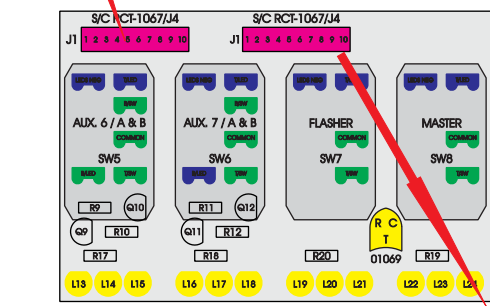 S/C RCT-1067/J4 S/C RCT-1067/J4
J1 1 2 3 4 5 6 7 8 9 10 J1 1 2 3 4 5 6 7 8 9 10
AUX. 6 / A & B AUX. 7 / A & B FLASHER MASTER
COMMON COMMON COMMON COMMON
SW5 SW6 SW7 SW8
R9 Q10 R11 Q12
Q9 R10 Q11 R12 R C
T
R17 R18 R20 01069 R19
L13 L14 L15 L16 L17 L18 L19 L20 L21 L22 L23 L24